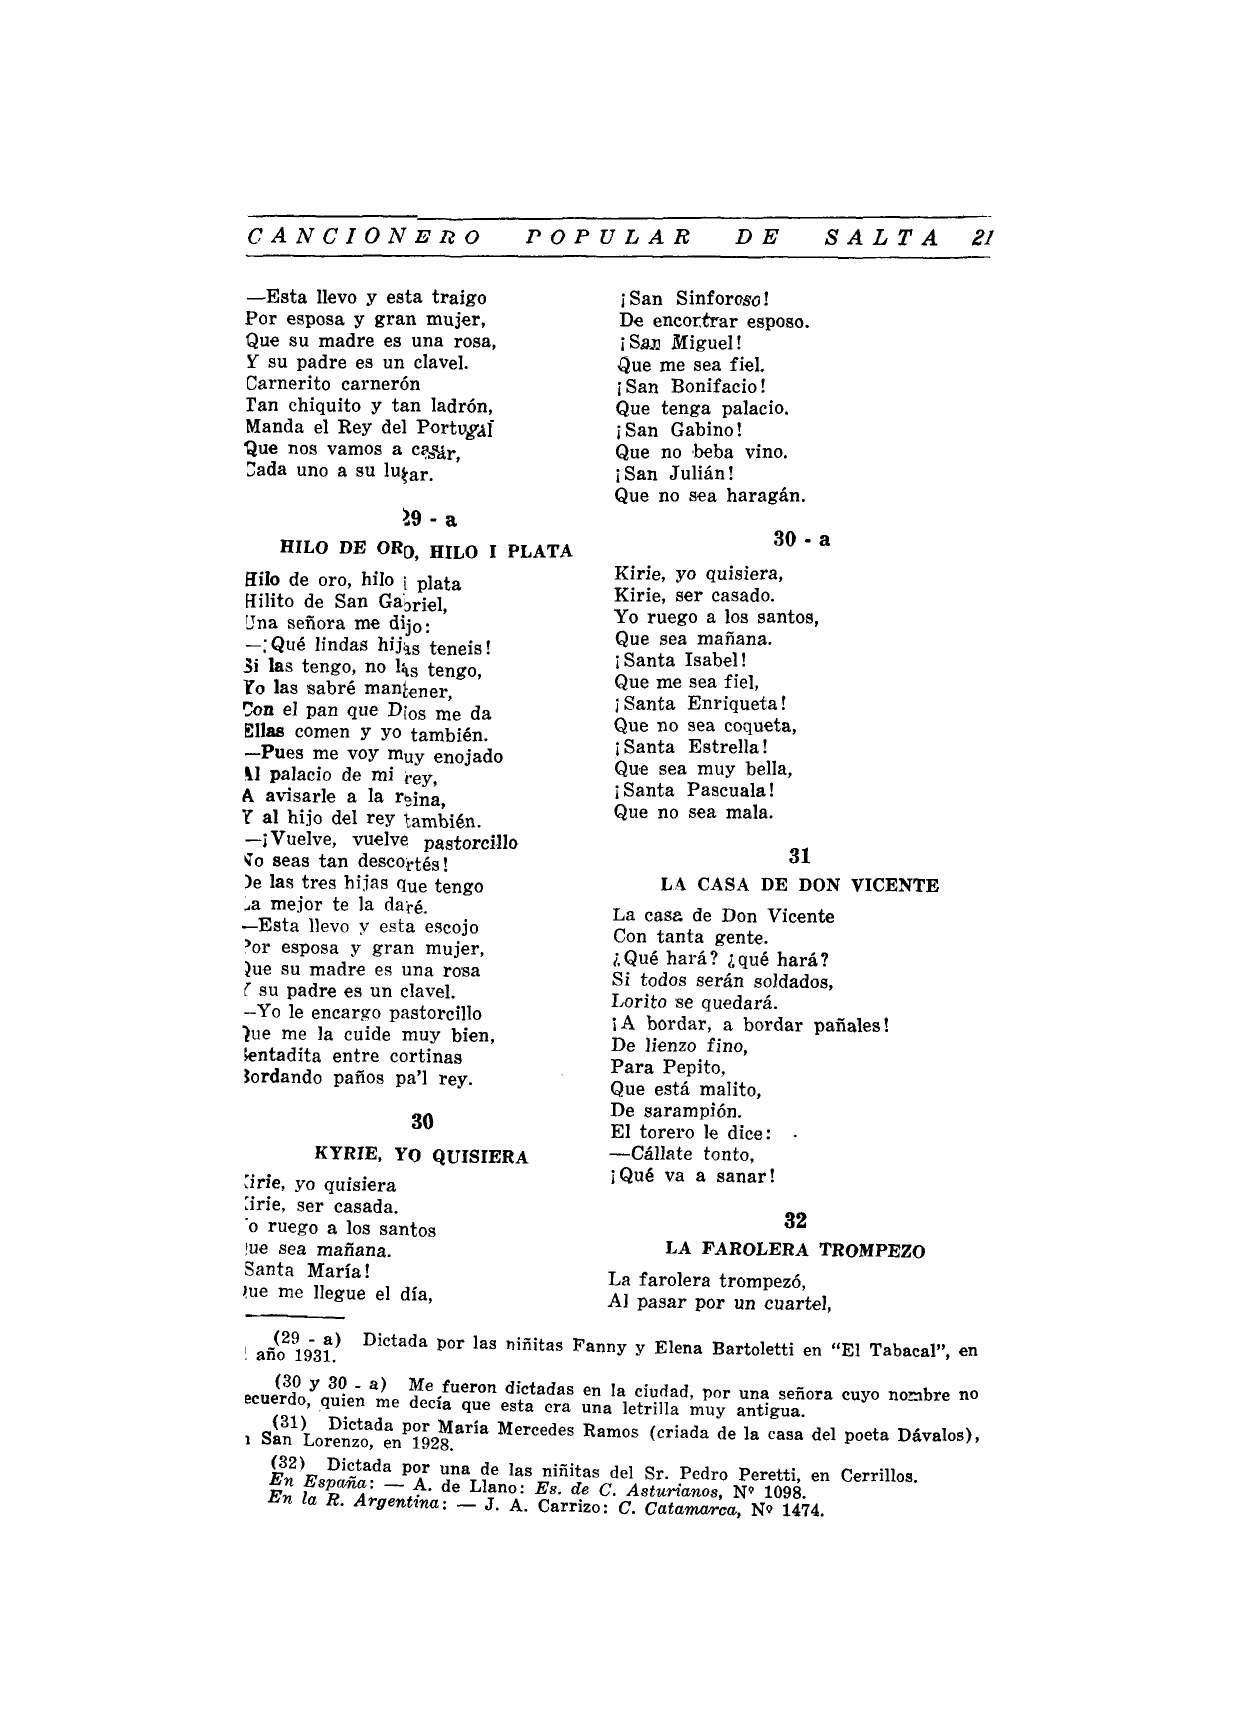 CANCIONERO POPULAR DE SALTA 21
—Esta llevo y esta traigo
Por esposa y gran mujer,
Que su madre es una rosa,
Y su padre es un clavel.
Carnerito carnerón
Tan chiquito y tan ladrón,
Manda el Rey del Portugal
Que nos vamos a casar,
Cada uno a su lugar.
29 - a
HILO DE ORO, HILO I PLATA
Hilo de oro, hilo i plata
Hilito de San Gabriel,
Una señora me dijo:
—¡Qué lindas hijas teneis!
Si las tengo, no las tengo,
Yo las sabré mantener,
Con el pan que Dios me da
Ellas comen y yo también.
—Pues me voy muy enojado
Al palacio de mi rey,
A avisarle a la reina,
Y al hijo del rey también.
—¡Vuelve, vuelve pastorcillo
No seas tan descortés!
De las tres hijas que tengo
La mejor te la daré.
—Esta llevo y esta escojo
Por esposa y gran mujer,
Que su madre es una rosa
Y su padre es un clavel.
—Yo le encargo pastorcillo
Que me la cuide muy bien,
Sentadita entre cortinas
Bordando paños pa'l rey.
30
KYRIE, YO QUISIERA
Kirie, yo quisiera
Kirie, ser casada.
Yo ruego a los santos
Que sea mañana.
Santa María!
Que me llegue el día,
¡San Sinforoso!
De encontrar esposo.
¡San Miguel!
Que me sea fiel.
¡San Bonifacio!
Que tenga palacio.
¡San Gabino!
Que no beba vino.
¡San Julián!
Que no sea haragán.
30 - a
Kirie, yo quisiera,
Kirie, ser casado.
Yo ruego a los santos,
Que sea mañana.
¡Santa Isabel!
Que me sea fiel,
¡Santa Enriqueta!
Que no sea coqueta,
¡Santa Estrella!
Que sea muy bella,
¡Santa Pascuala!
Que no sea mala.
31
LA CASA DE DON VICENTE
La casa de Don Vicente
Con tanta gente.
¿Qué hará? ¿qué hará?
Si todos serán soldados,
Lorito se quedará.
¡A bordar, a bordar pañales!
De lienzo fino,
Para Pepito,
Que está malito,
De sarampión.
El torero le dice:
—Cállate tonto,
¡Qué va a sanar!
32
LA FAROLERA TROMPEZO
La farolera trompezó,
Al pasar por un cuartel,
(29 - a) Dictada por las niñitas Fanny y Elena Bartoletti en “El Tabacal”, en
año 1931.
(30 y 30 - a) Me fueron dictadas en la ciudad, por una señora cuyo nombre no
ecuerdo, quien me decía que esta era una letrilla muy antigua.
(31) Dictada por María Mercedes Ramos (criada de la casa del poeta Dávalos),
San Lorenzo, en 1928.
(32) Dictada por una de las niñitas del Sr. Pedro Peretti, en Cerrillos.
En España: — A. de Llano: Es. de C. Asturianos, Nº 1098.
En la R. Argentina: — J. A. Carrizo: C. Catamarca, Nº 1474.